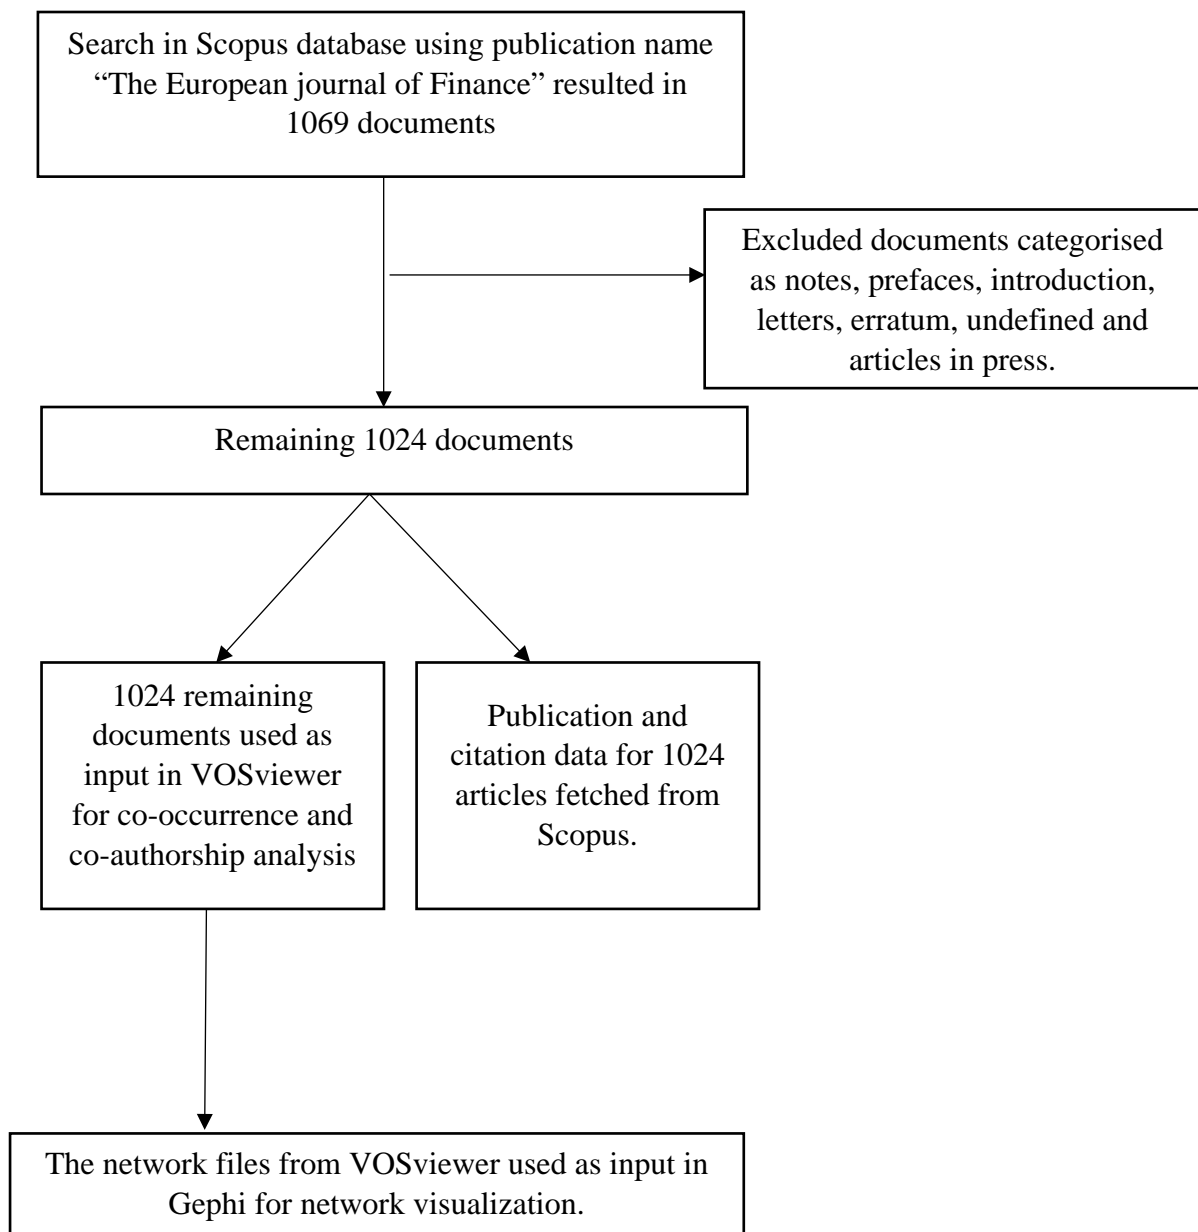 Search in Scopus database using publication name
“The European journal of Finance” resulted in
1069 documents
Excluded documents categorised
as notes, prefaces, introduction,
letters, erratum, undefined and
articles in press.
Remaining 1024 documents
1024 remaining
documents used as
input in VOSviewer
for co-occurrence and
co-authorship analysis
Publication and
citation data for 1024
articles fetched from
Scopus.
The network files from VOSviewer used as input in
Gephi for network visualization.